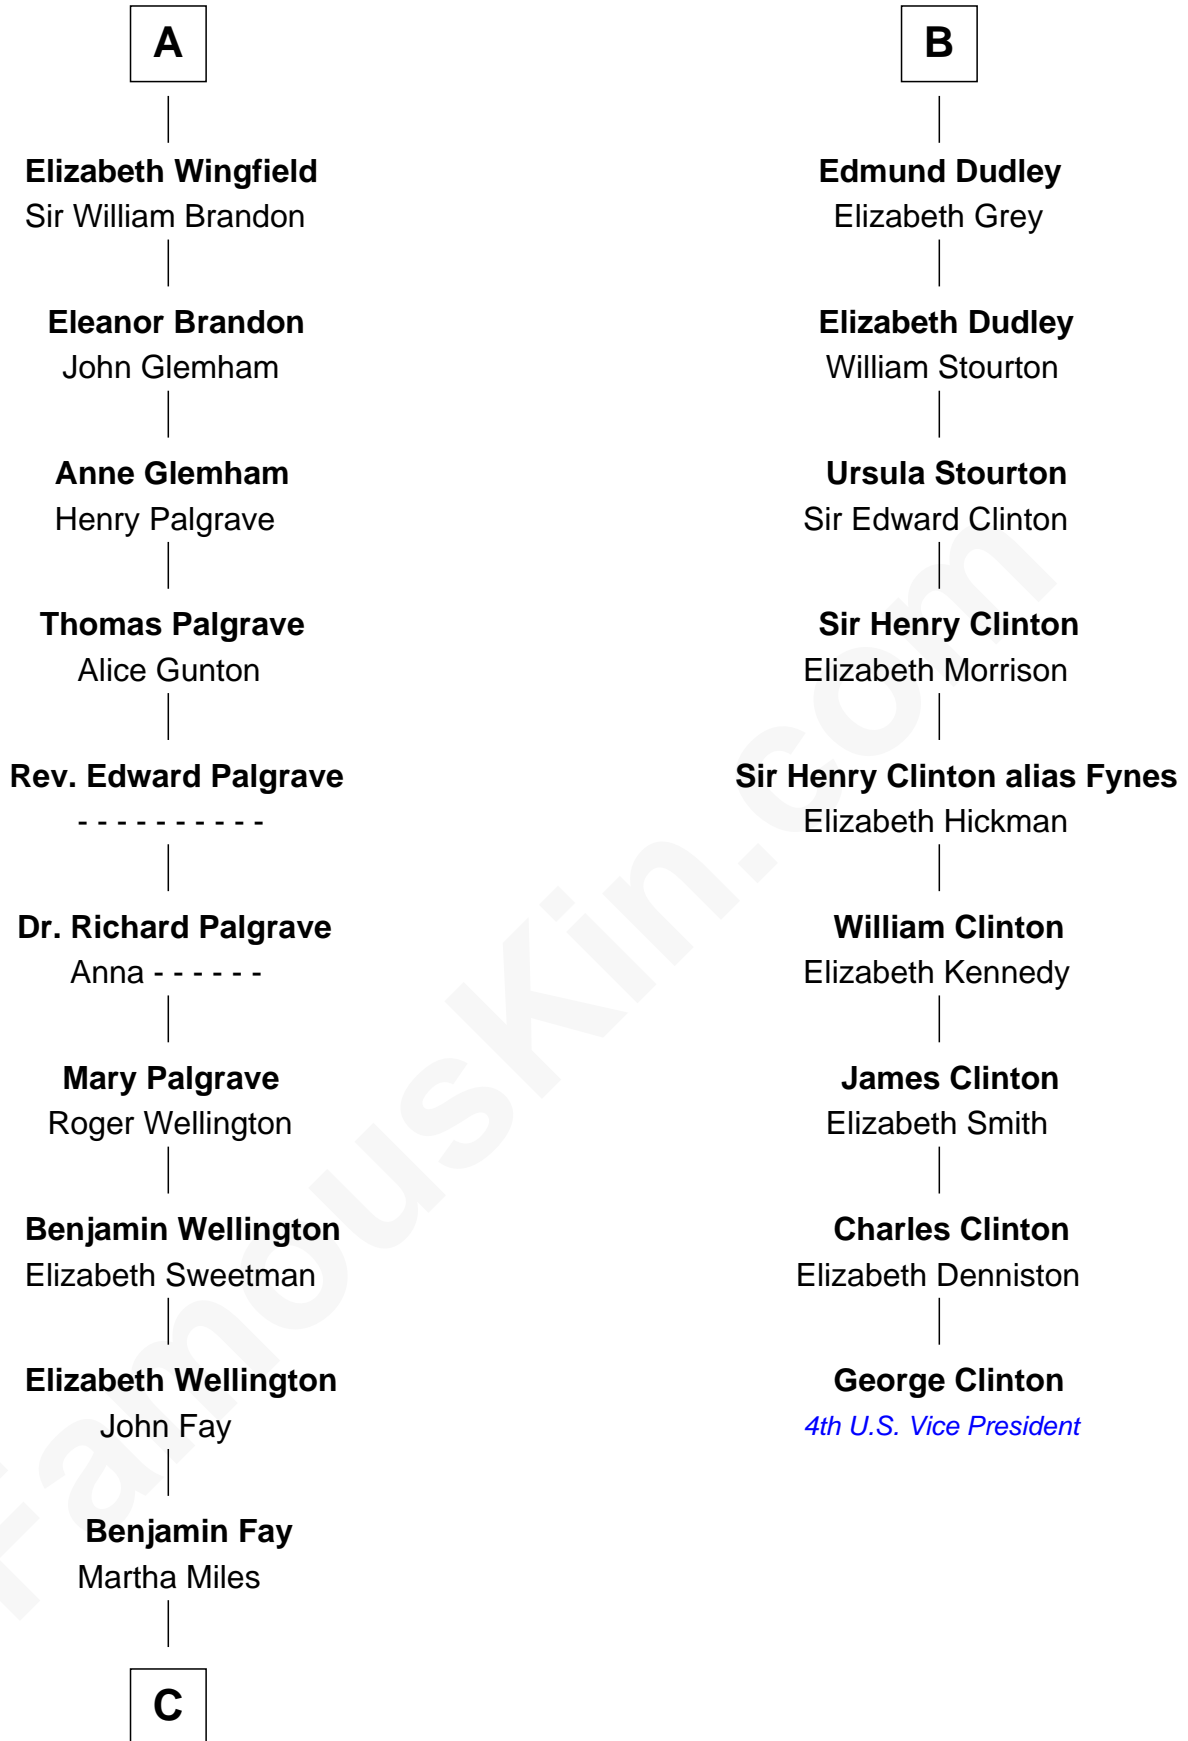 A
Elizabeth Wingfield
Sir William Brandon
Eleanor Brandon
John Glemham
Anne Glemham
Henry Palgrave
Thomas Palgrave
Alice Gunton
Rev. Edward Palgrave
- - - - - - - - - -
Dr. Richard Palgrave
Anna - - - - - -
Mary Palgrave
Roger Wellington
Benjamin Wellington
Elizabeth Sweetman
Elizabeth Wellington
John Fay
Benjamin Fay
Martha Miles
C
B
Edmund Dudley
Elizabeth Grey
Elizabeth Dudley
William Stourton
Ursula Stourton
Sir Edward Clinton
Sir Henry Clinton
Elizabeth Morrison
Sir Henry Clinton alias Fynes
Elizabeth Hickman
William Clinton
Elizabeth Kennedy
James Clinton
Elizabeth Smith
Charles Clinton
Elizabeth Denniston
George Clinton
4th U.S. Vice President
FamousKin.com